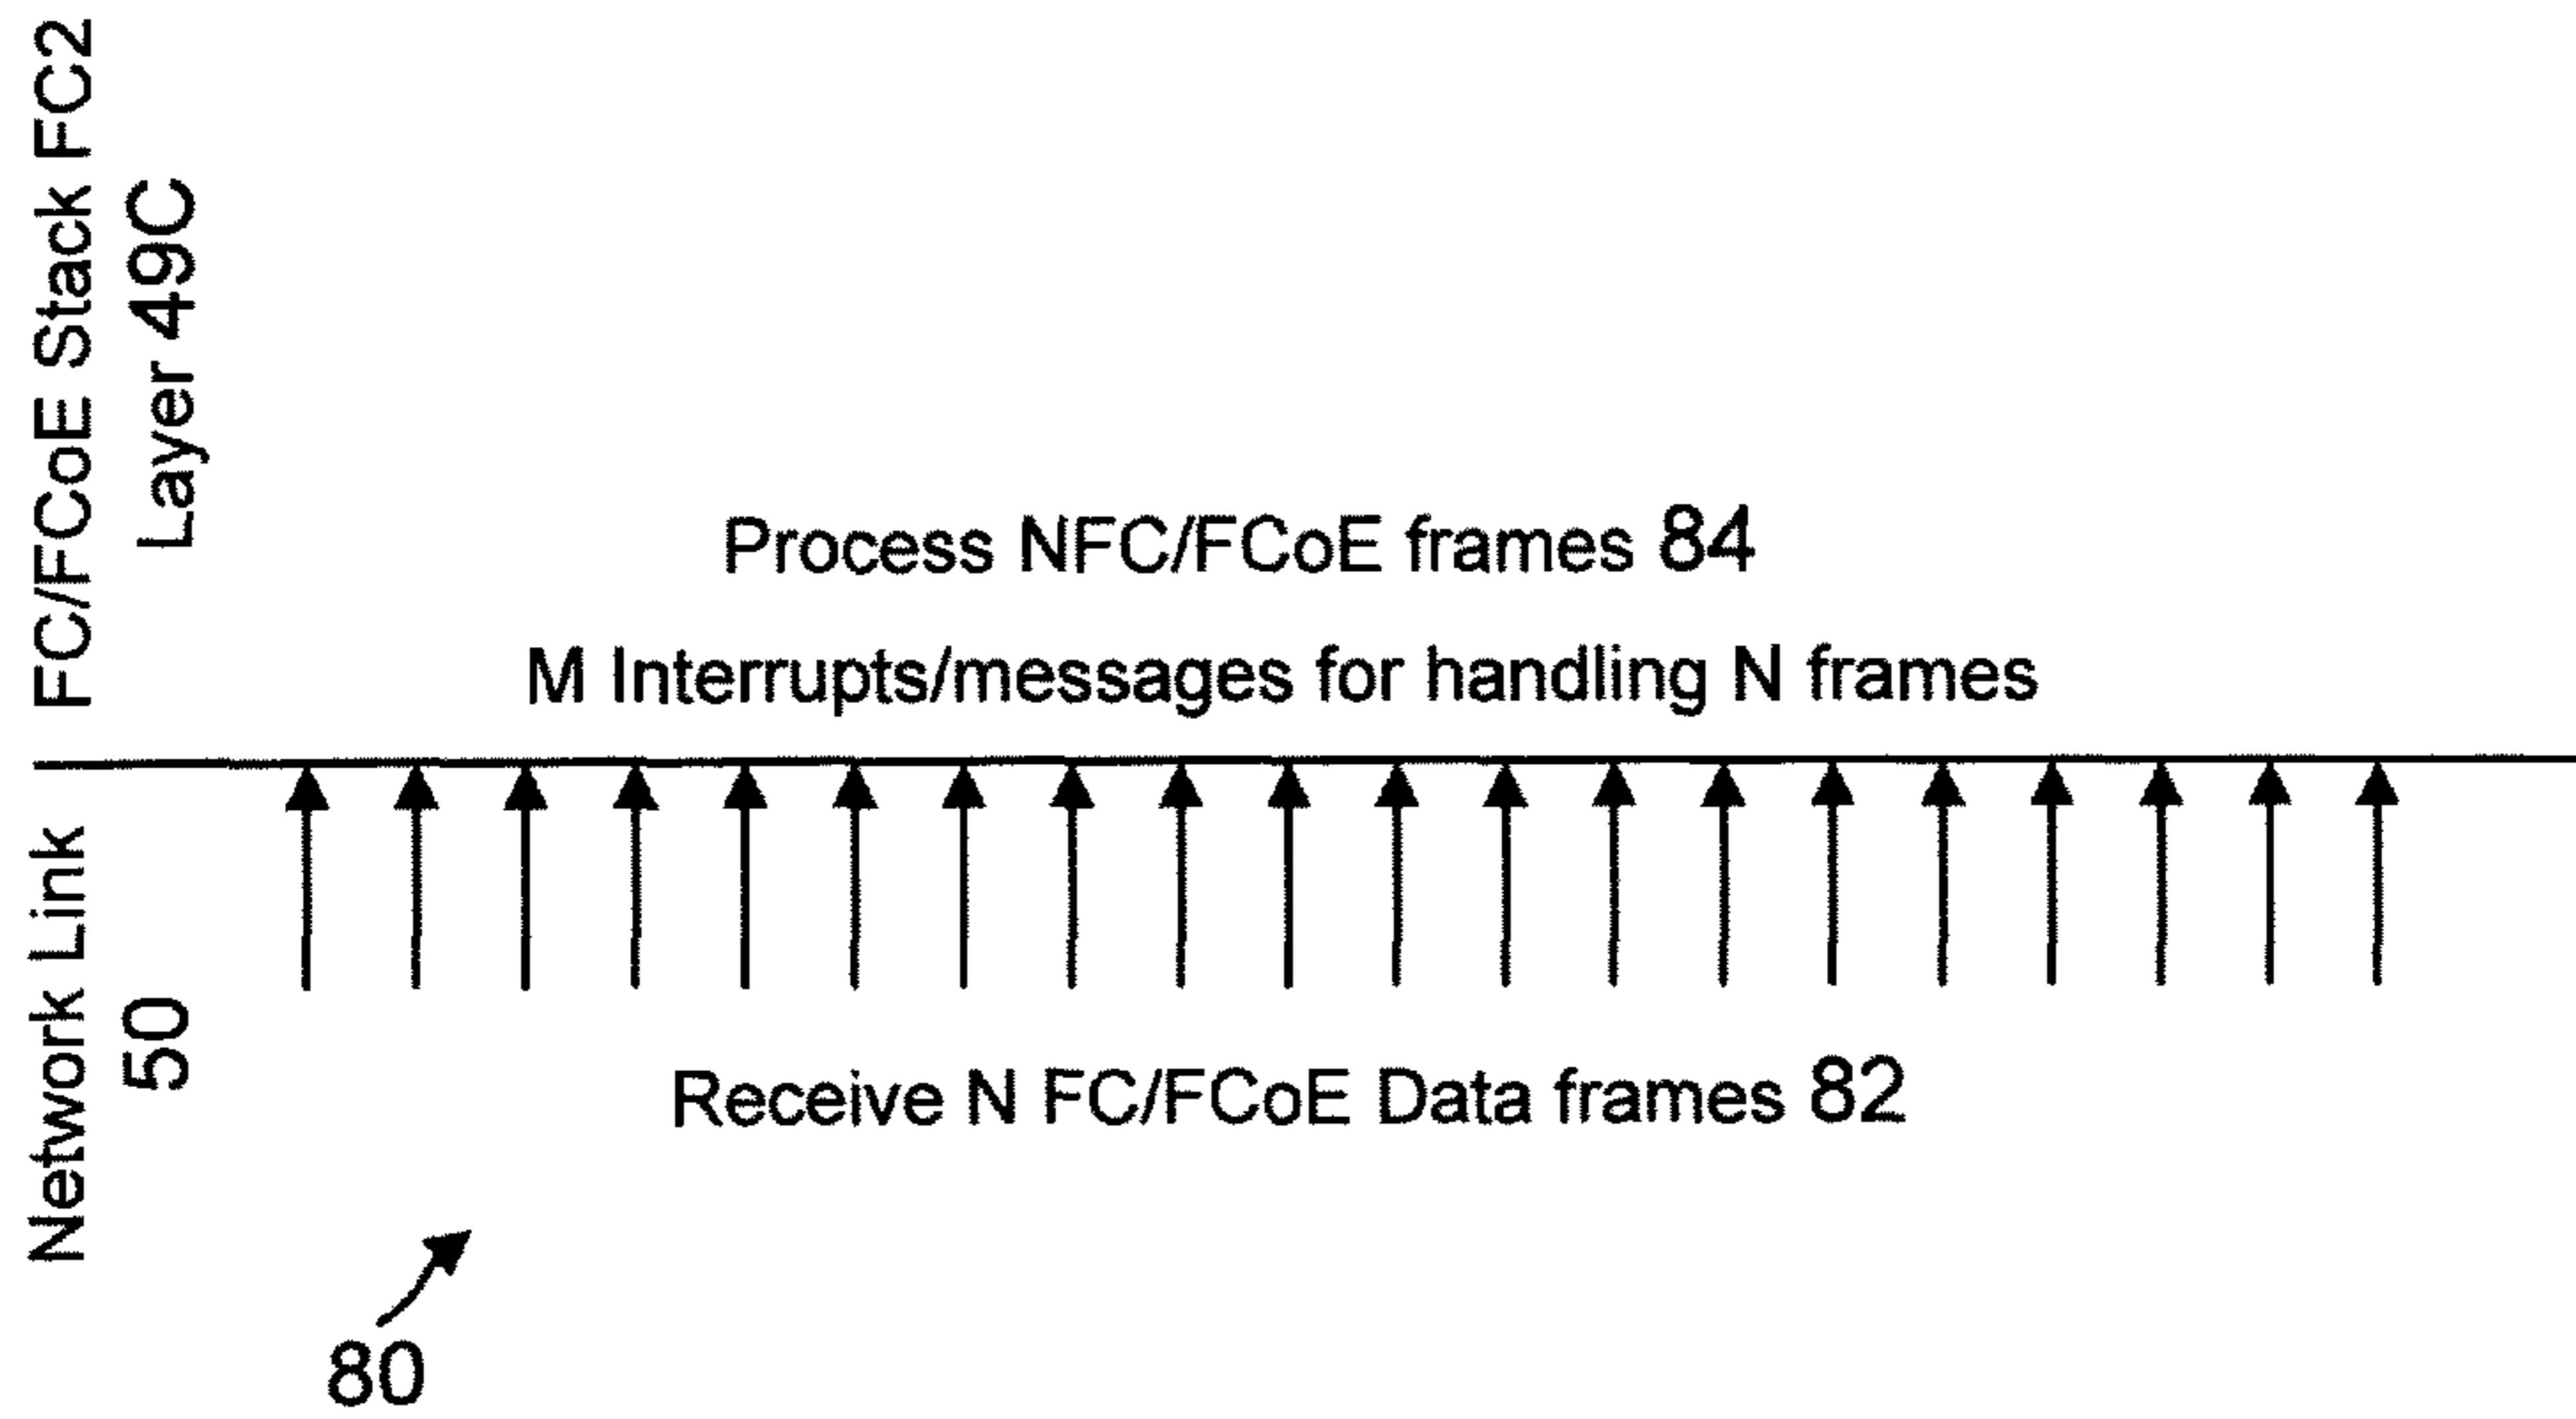 FC/FCoE Stack FC2
Layer 49C
Process NFC/FCoE frames 84
M Interrupts/messages for handling N frames
Network Link
50
Receive N FC/FCoE Data frames 82
80